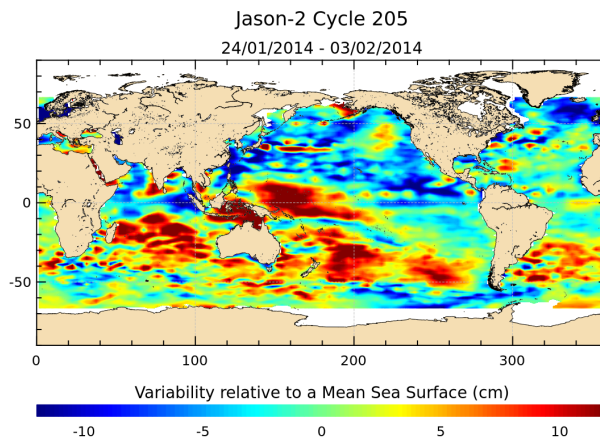 Jason-2 Cycle 205
24/01/2014 - 03/02/2014
50
0
-50
0 100 200 300
Variability relative to a Mean Sea Surface (cm)
-10 -5 0 5 10